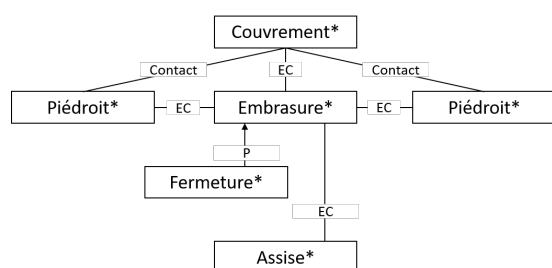 Couvrement*
Contact EC Contact
Piédroit* EC Embrasure* EC Piédroit*
P
Fermeture*
EC
Assise*